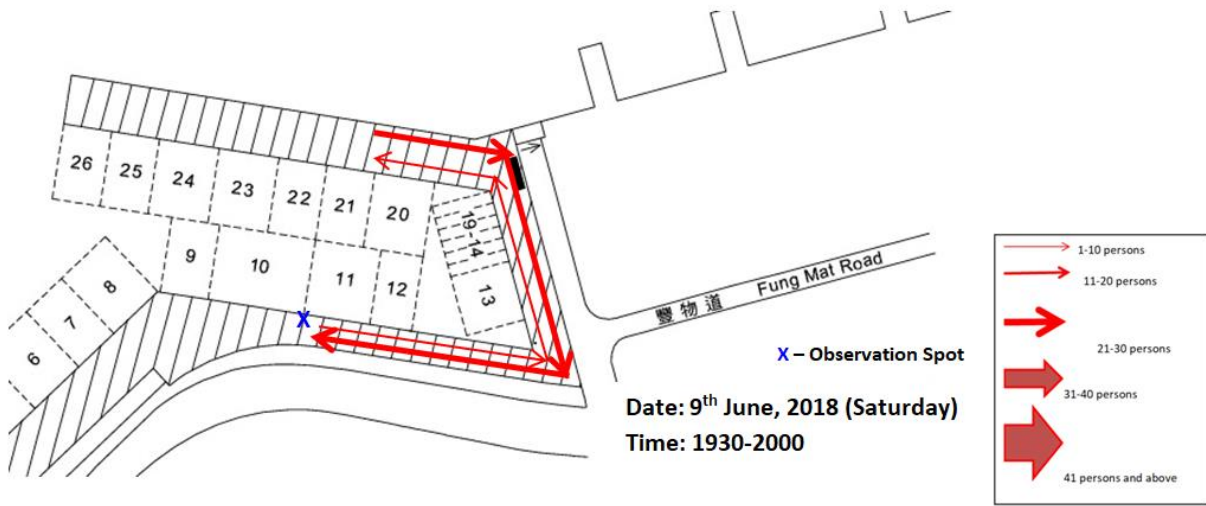 26
25
24
23
22
21
20
19-14
13
9
10
11
12
8
7
6
豐物道 Fung Mat Road
X
X – Observation Spot
Date: 9th June, 2018 (Saturday)
Time: 1930-2000
1-10 persons
11-20 persons
21-30 persons
31-40 persons
41 persons and above